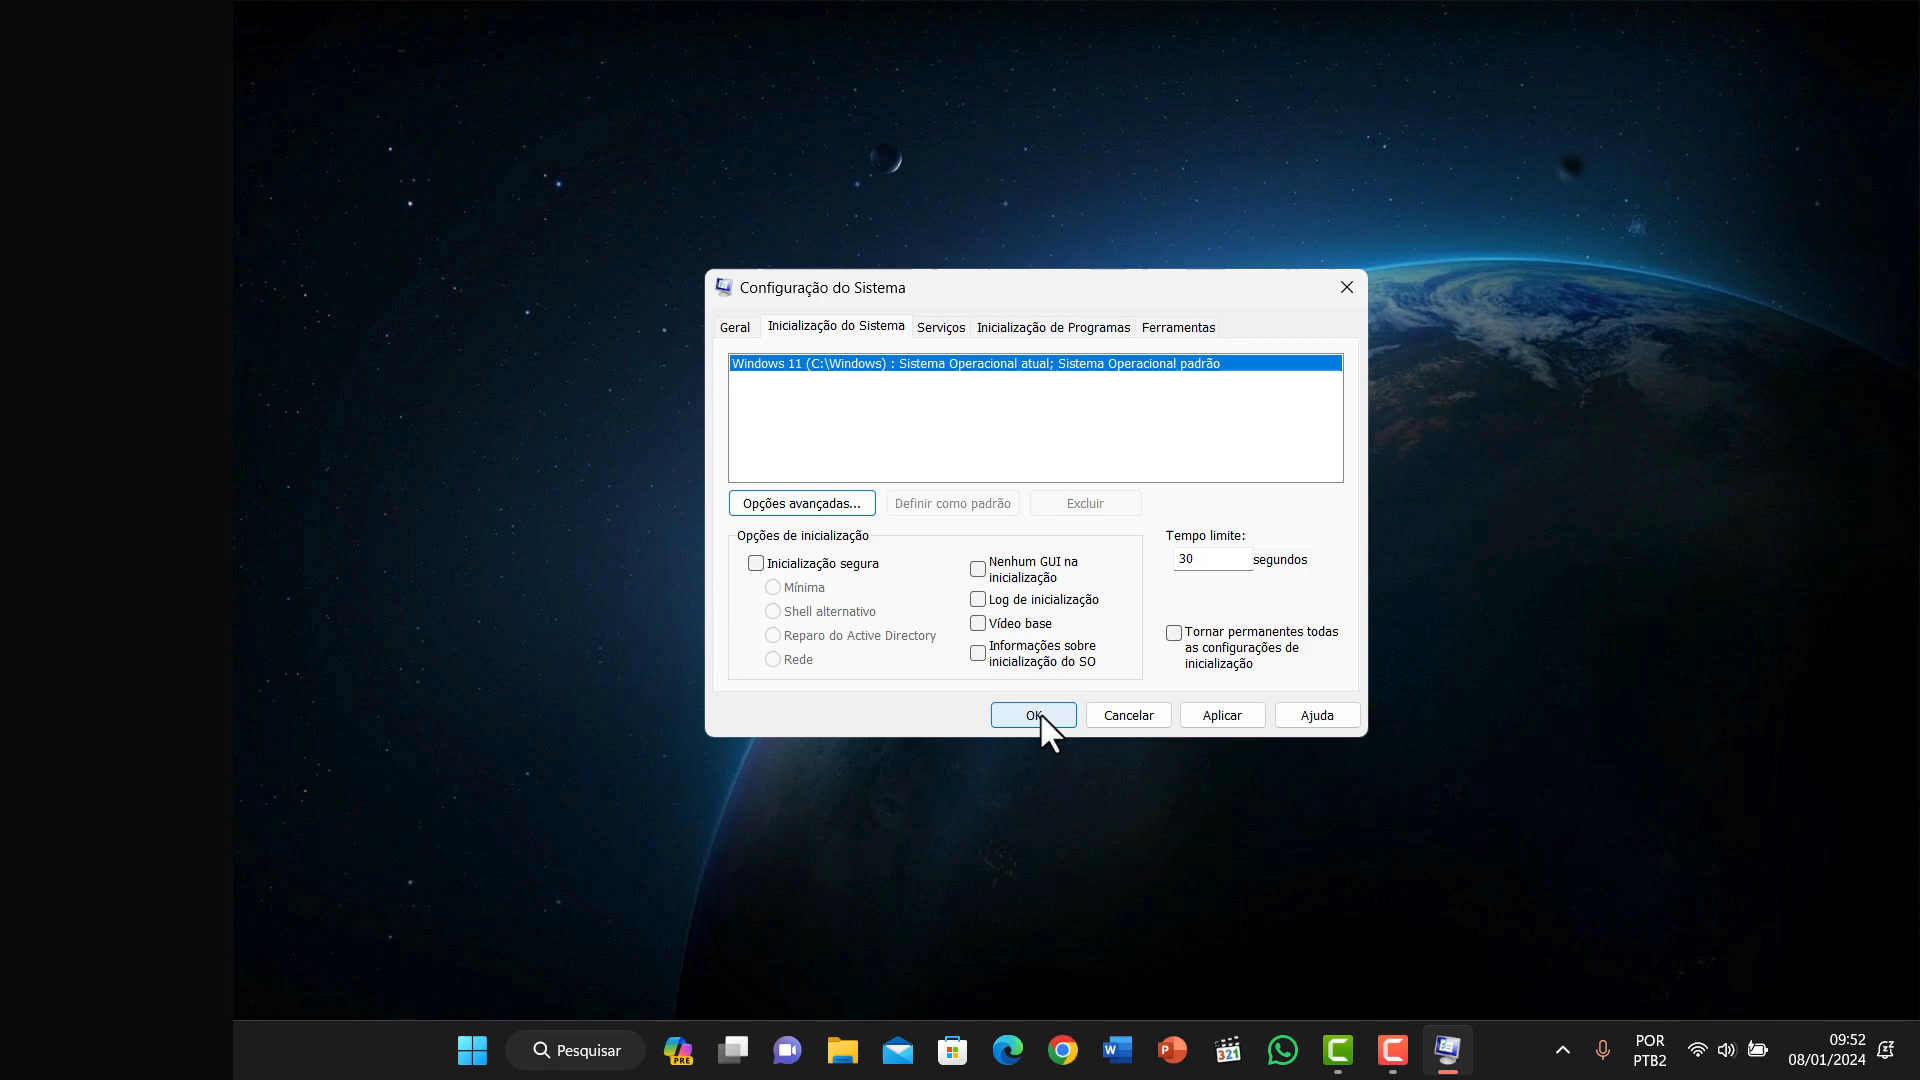 Configuração do Sistema
Geral Inicialização do Sistema Serviços Inicialização de Programas Ferramentas
Windows 11 (C:\Windows) : Sistema Operacional atual; Sistema Operacional padrão
Opções avançadas... Definir como padrão Excluir
Opções de inicialização
Inicialização segura
Mínima
Shell alternativo
Reparo do Active Directory
Rede
Nenhum GUI na
inicialização
Log de inicialização
Vídeo base
Informações sobre
inicialização do SO
Tempo limite:
30 segundos
Tornar permanentes todas
as configurações de
inicialização
OK Cancelar Aplicar Ajuda
Pesquisar
PRE
W
P
321
C
C
POR
PTB2
09:52
08/01/2024